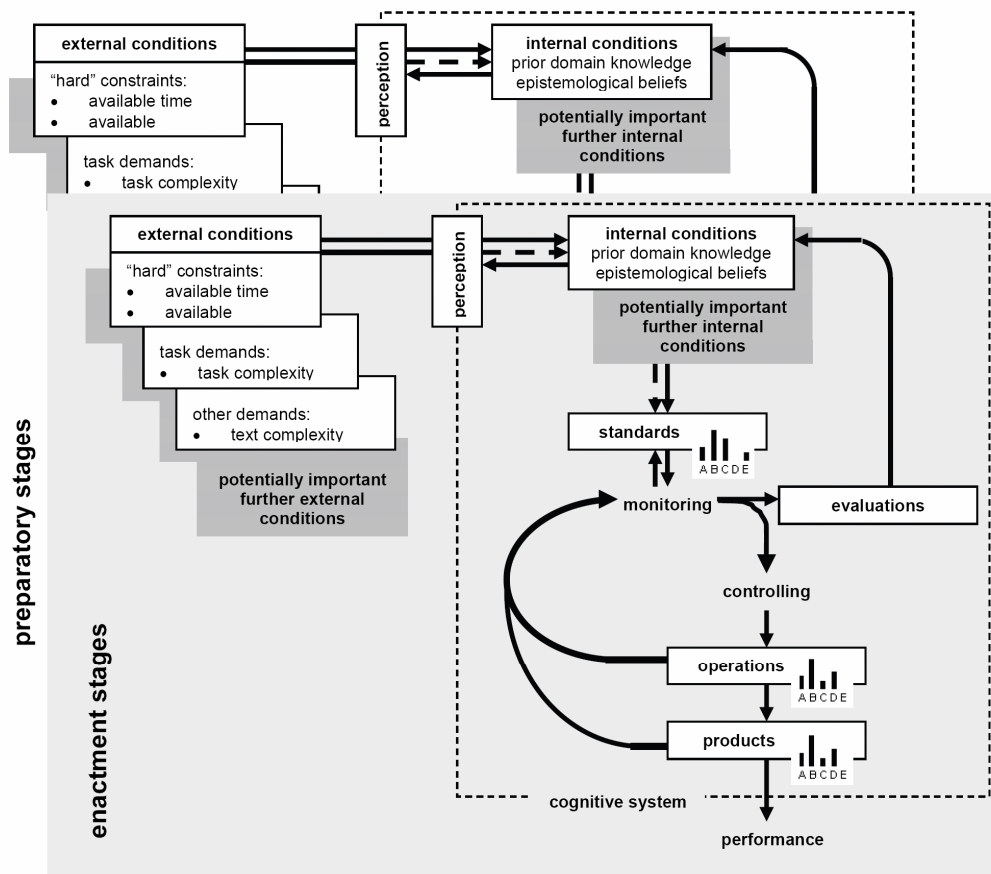 external conditions
"hard" constraints:
• available time
• available
task demands:
• task complexity
perception
internal conditions
prior domain knowledge
epistemological beliefs
potentially important
further internal
conditions
preparatory stages
external conditions
"hard" constraints:
• available time
• available
task demands:
• task complexity
other demands:
• text complexity
potentially important
further external
conditions
perception
internal conditions
prior domain knowledge
epistemological beliefs
potentially important
further internal
conditions
standards
A B C D E
monitoring
evaluations
controlling
operations
A B C D E
products
A B C D E
cognitive system
performance
enactment stages